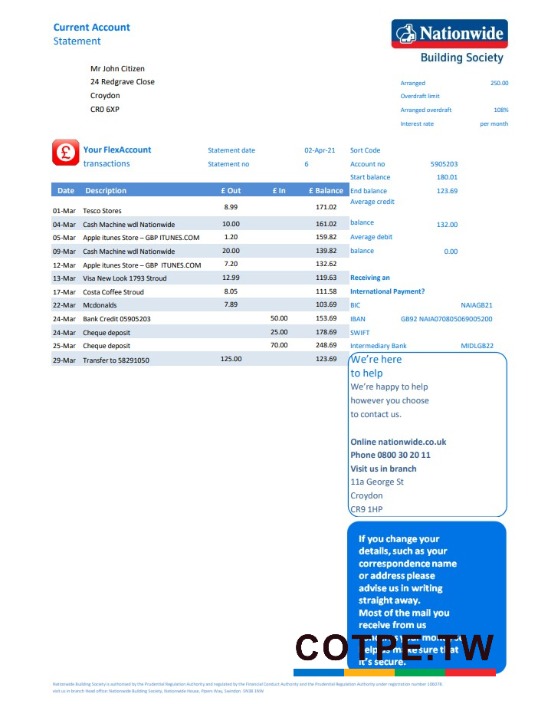 Current Account
Statement
Nationwide
Building Society
Mr John Citizen
24 Redgrave Close
Croydon
CR0 6XP
Arranged 250.00
Overdraft limit
Arranged overdraft 108%
Interest rate per month
Your FlexAccount
transactions
Statement date 02-Apr-21
Statement no 6
Sort Code
Account no 5905203
Start balance 180.01
End balance 123.69
Average credit
balance 132.00
Average debit
balance 0.00
Date Description £ Out £ In £ Balance
01-Mar Tesco Stores 8.99 171.02
04-Mar Cash Machine wdl Nationwide 10.00 161.02
05-Mar Apple itunes Store – GBP ITUNES.COM 1.20 159.82
09-Mar Cash Machine wdl Nationwide 20.00 139.82
12-Mar Apple itunes Store – GBP ITUNES.COM 7.20 132.62
13-Mar Visa New Look 1793 Stroud 12.99 119.63
17-Mar Costa Coffee Stroud 8.05 111.58
22-Mar Mcdonalds 7.89 103.69
24-Mar Bank Credit 05905203 50.00 153.69
24-Mar Cheque deposit 25.00 178.69
25-Mar Cheque deposit 70.00 248.69
29-Mar Transfer to 58291050 125.00 123.69
Receiving an
International Payment?
BIC NAIAGB21
IBAN GB92 NAIA070805069005200
SWIFT
Intermediary Bank MIDLGB22
We're here
to help
We're happy to help
however you choose
to contact us.
Online nationwide.co.uk
Phone 0800 30 20 11
Visit us in branch
11a George St
Croydon
CR9 1HP
If you change your
details, such as your
correspondence name
or address please
advise us in writing
straight away.
Most of the mail you
receive from us
your
help us make sure that
it's secure.
COTPE.TW
Nationwide Building Society is authorised by the Prudential Regulation Authority and regulated by the Financial Conduct Authority and the Prudential Regulation Authority under registration number
visit us in branch Head office: Nationwide Building Society, Nationwide House, Pipers Way, Swindon